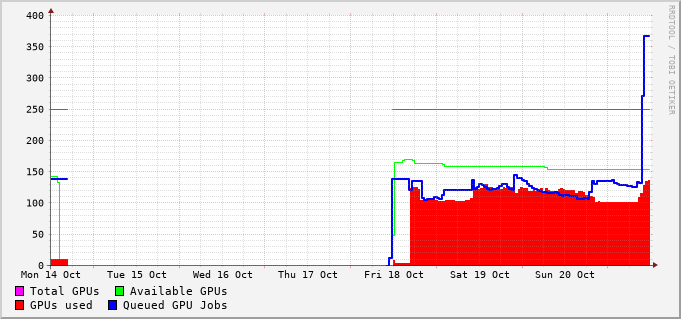 RRDTOOL / TOBI OETIKER
400
350
300
250
200
150
100
50
0
Mon 14 Oct Tue 15 Oct Wed 16 Oct Thu 17 Oct Fri 18 Oct Sat 19 Oct Sun 20 Oct
Total GPUs Available GPUs
GPUs used Queued GPU Jobs